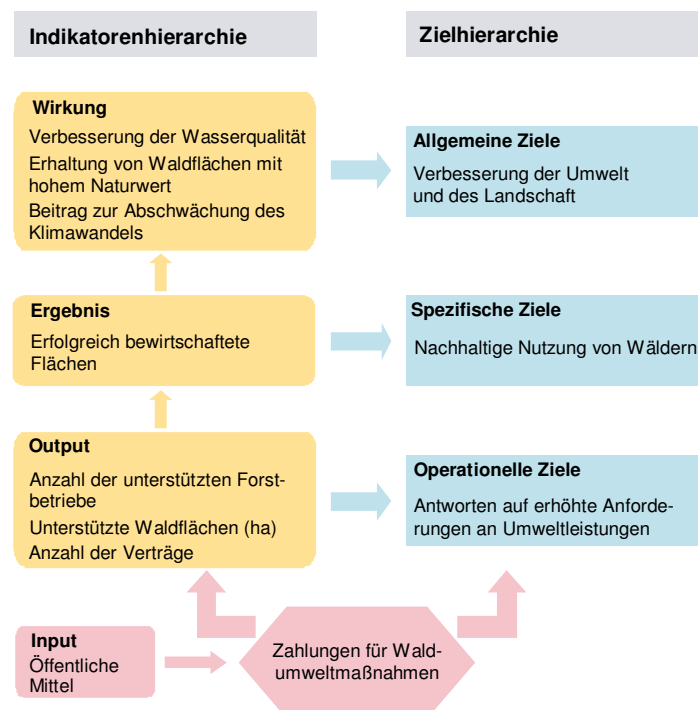 Indikatorenhierarchie
Zielhierarchie
Wirkung
Verbesserung der Wasserqualität
Erhaltung von Waldflächen mit
hohem Naturwert
Beitrag zur Abschwächung des
Klimawandels
Allgemeine Ziele
Verbesserung der Umwelt
und des Landschaft
Ergebnis
Erfolgreich bewirtschaftete
Flächen
Spezifische Ziele
Nachhaltige Nutzung von Wäldern
Output
Anzahl der unterstützten Forst-
betriebe
Unterstützte Waldflächen (ha)
Anzahl der Verträge
Operationelle Ziele
Antworten auf erhöhte Anforde-
rungen an Umweltleistungen
Input
Öffentliche
Mittel
Zahlungen für Wald-
umweltmaßnahmen